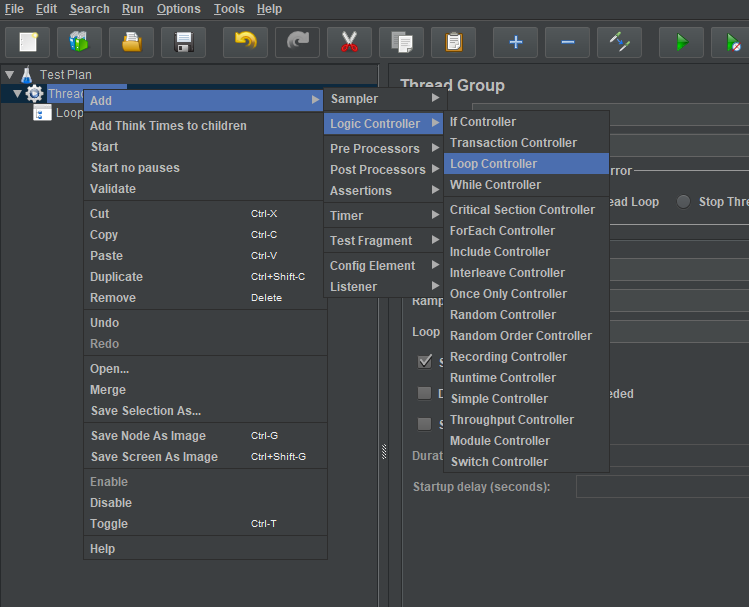 File Edit Search Run Options Tools Help
Test Plan
Thread
Loop
Add
Add Think Times to children
Start
Start no pauses
Validate
Cut Ctrl-X
Copy Ctrl-C
Paste Ctrl-V
Duplicate Ctrl+Shift-C
Remove Delete
Undo
Redo
Open...
Merge
Save Selection As...
Save Node As Image Ctrl-G
Save Screen As Image Ctrl+Shift-G
Enable
Disable
Toggle Ctrl-T
Help
Sampler
Logic Controller
Pre Processors
Post Processors
Assertions
Timer
Test Fragment
Config Element
Listener
If Controller
Transaction Controller
Loop Controller
While Controller
Critical Section Controller
ForEach Controller
Include Controller
Interleave Controller
Once Only Controller
Random Controller
Random Order Controller
Recording Controller
Runtime Controller
Simple Controller
Throughput Controller
Module Controller
Switch Controller
Thread Group
rror
ead Loop Stop Thre
Ramp
Loop
S
D eded
S
Durat
Startup delay (seconds):